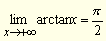 lim arctanx = π/2
x→+∞